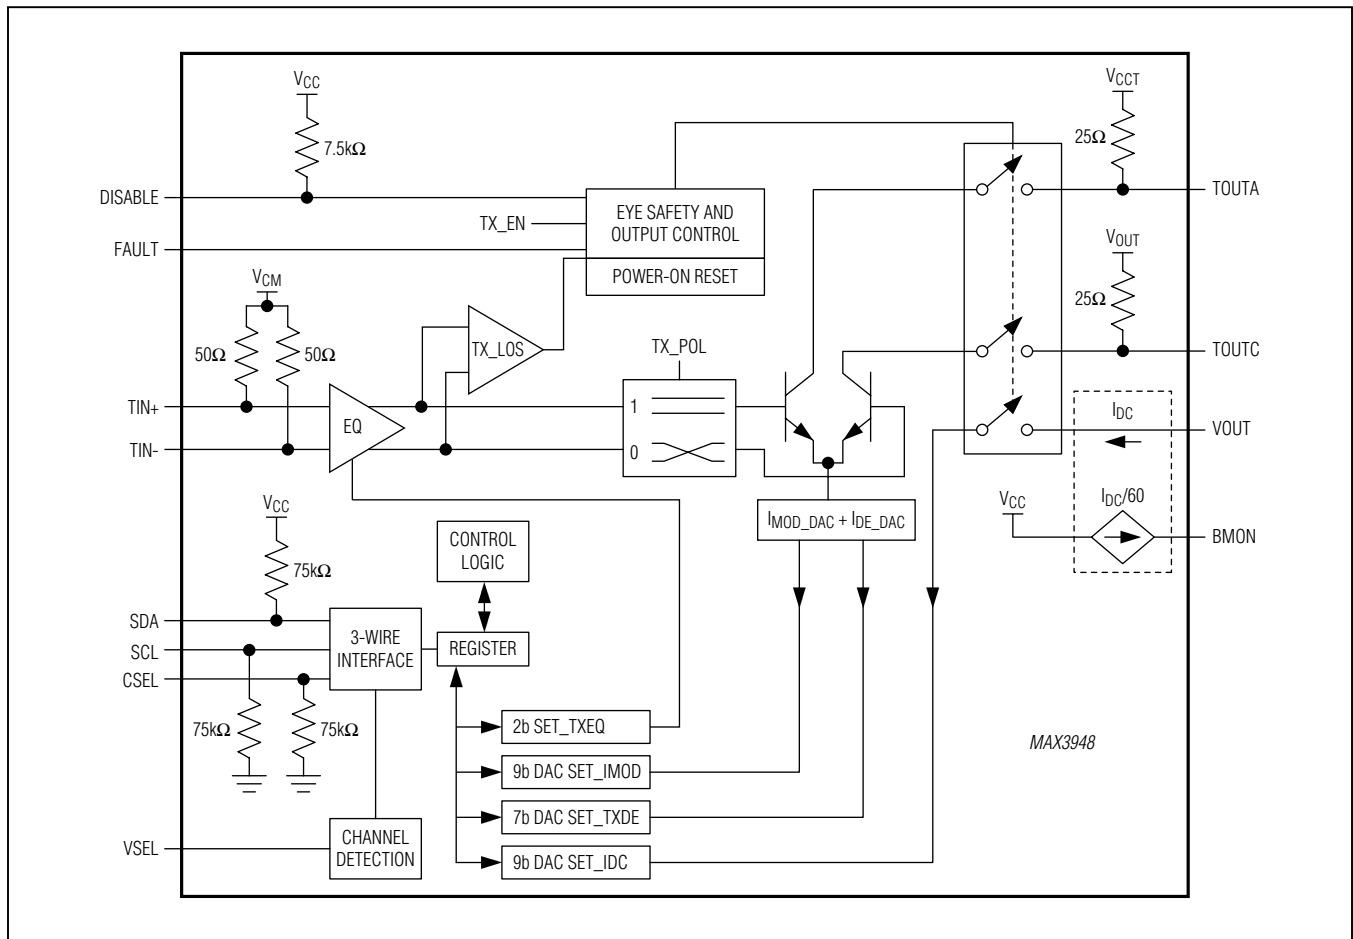 VCC
7.5kΩ
DISABLE
TX_EN
FAULT
EYE SAFETY AND
OUTPUT CONTROL
POWER-ON RESET
VCCT
25Ω
TOUTA
VOUT
25Ω
TOUTC
VCM
50Ω
50Ω
TX_LOS
TX_POL
TIN+
TIN-
EQ
1
0
IDC
VOUT
IMOD_DAC + IDE_DAC
VCC
IDC/60
BMON
VCC
75kΩ
CONTROL
LOGIC
SDA
SCL
CSEL
3-WIRE
INTERFACE
REGISTER
75kΩ
75kΩ
2b SET_TXEQ
9b DAC SET_IMOD
7b DAC SET_TXDE
9b DAC SET_IDC
MAX3948
VSEL
CHANNEL
DETECTION